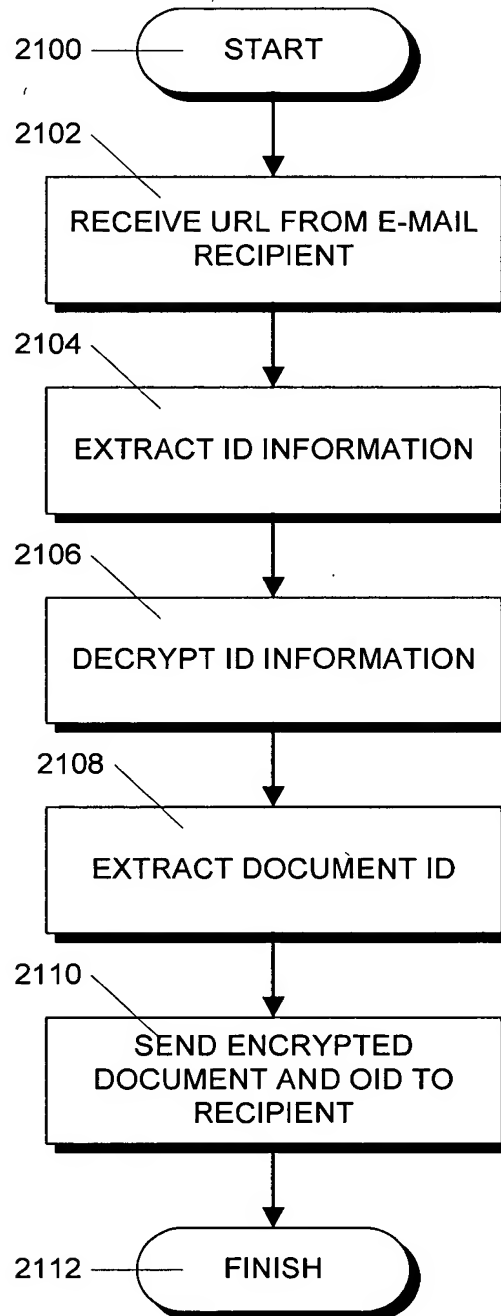 2100
START
2102
RECEIVE URL FROM E-MAIL
RECIPIENT
2104
EXTRACT ID INFORMATION
2106
DECRYPT ID INFORMATION
2108
EXTRACT DOCUMENT ID
2110
SEND ENCRYPTED
DOCUMENT AND OID TO
RECIPIENT
2112
FINISH